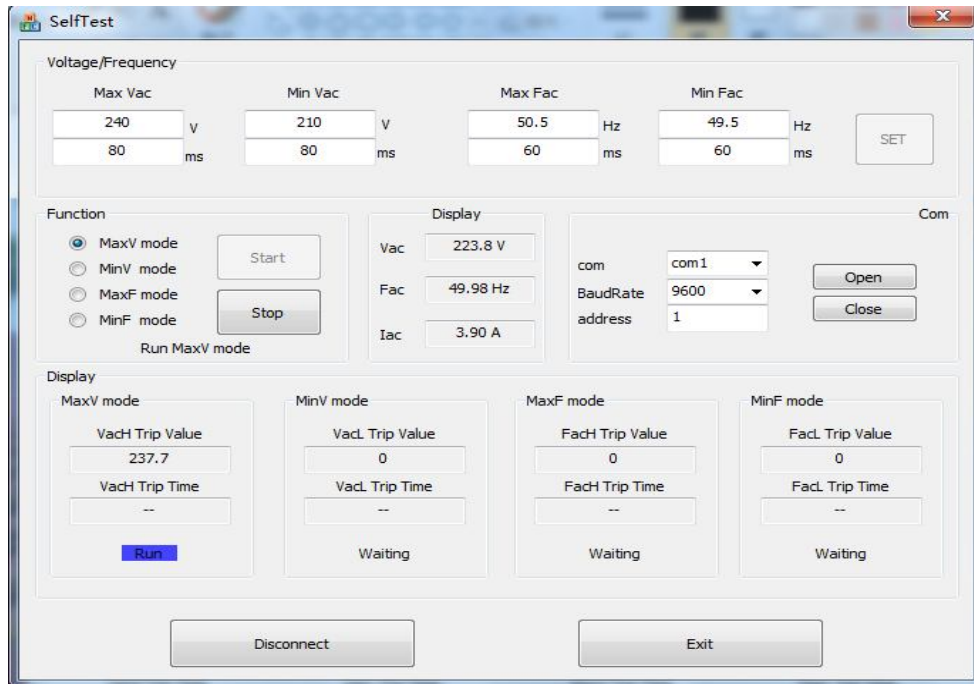 SelfTest
Voltage/Frequency
Max Vac Min Vac Max Fac Min Fac
240 V 210 V 50.5 Hz 49.5 Hz
80 ms 80 ms 60 ms 60 ms
SET
Function
MaxV mode
MinV mode
MaxF mode
MinF mode
Start
Stop
Run MaxV mode
Display
Vac 223.8 V
Fac 49.98 Hz
Iac 3.90 A
Com
com com1
BaudRate 9600
address 1
Open
Close
Display
MaxV mode
VacH Trip Value
237.7
VacH Trip Time
--
Run
MinV mode
VacL Trip Value
0
VacL Trip Time
--
Waiting
MaxF mode
FacH Trip Value
0
FacH Trip Time
--
Waiting
MinF mode
FacL Trip Value
0
FacL Trip Time
--
Waiting
Disconnect
Exit